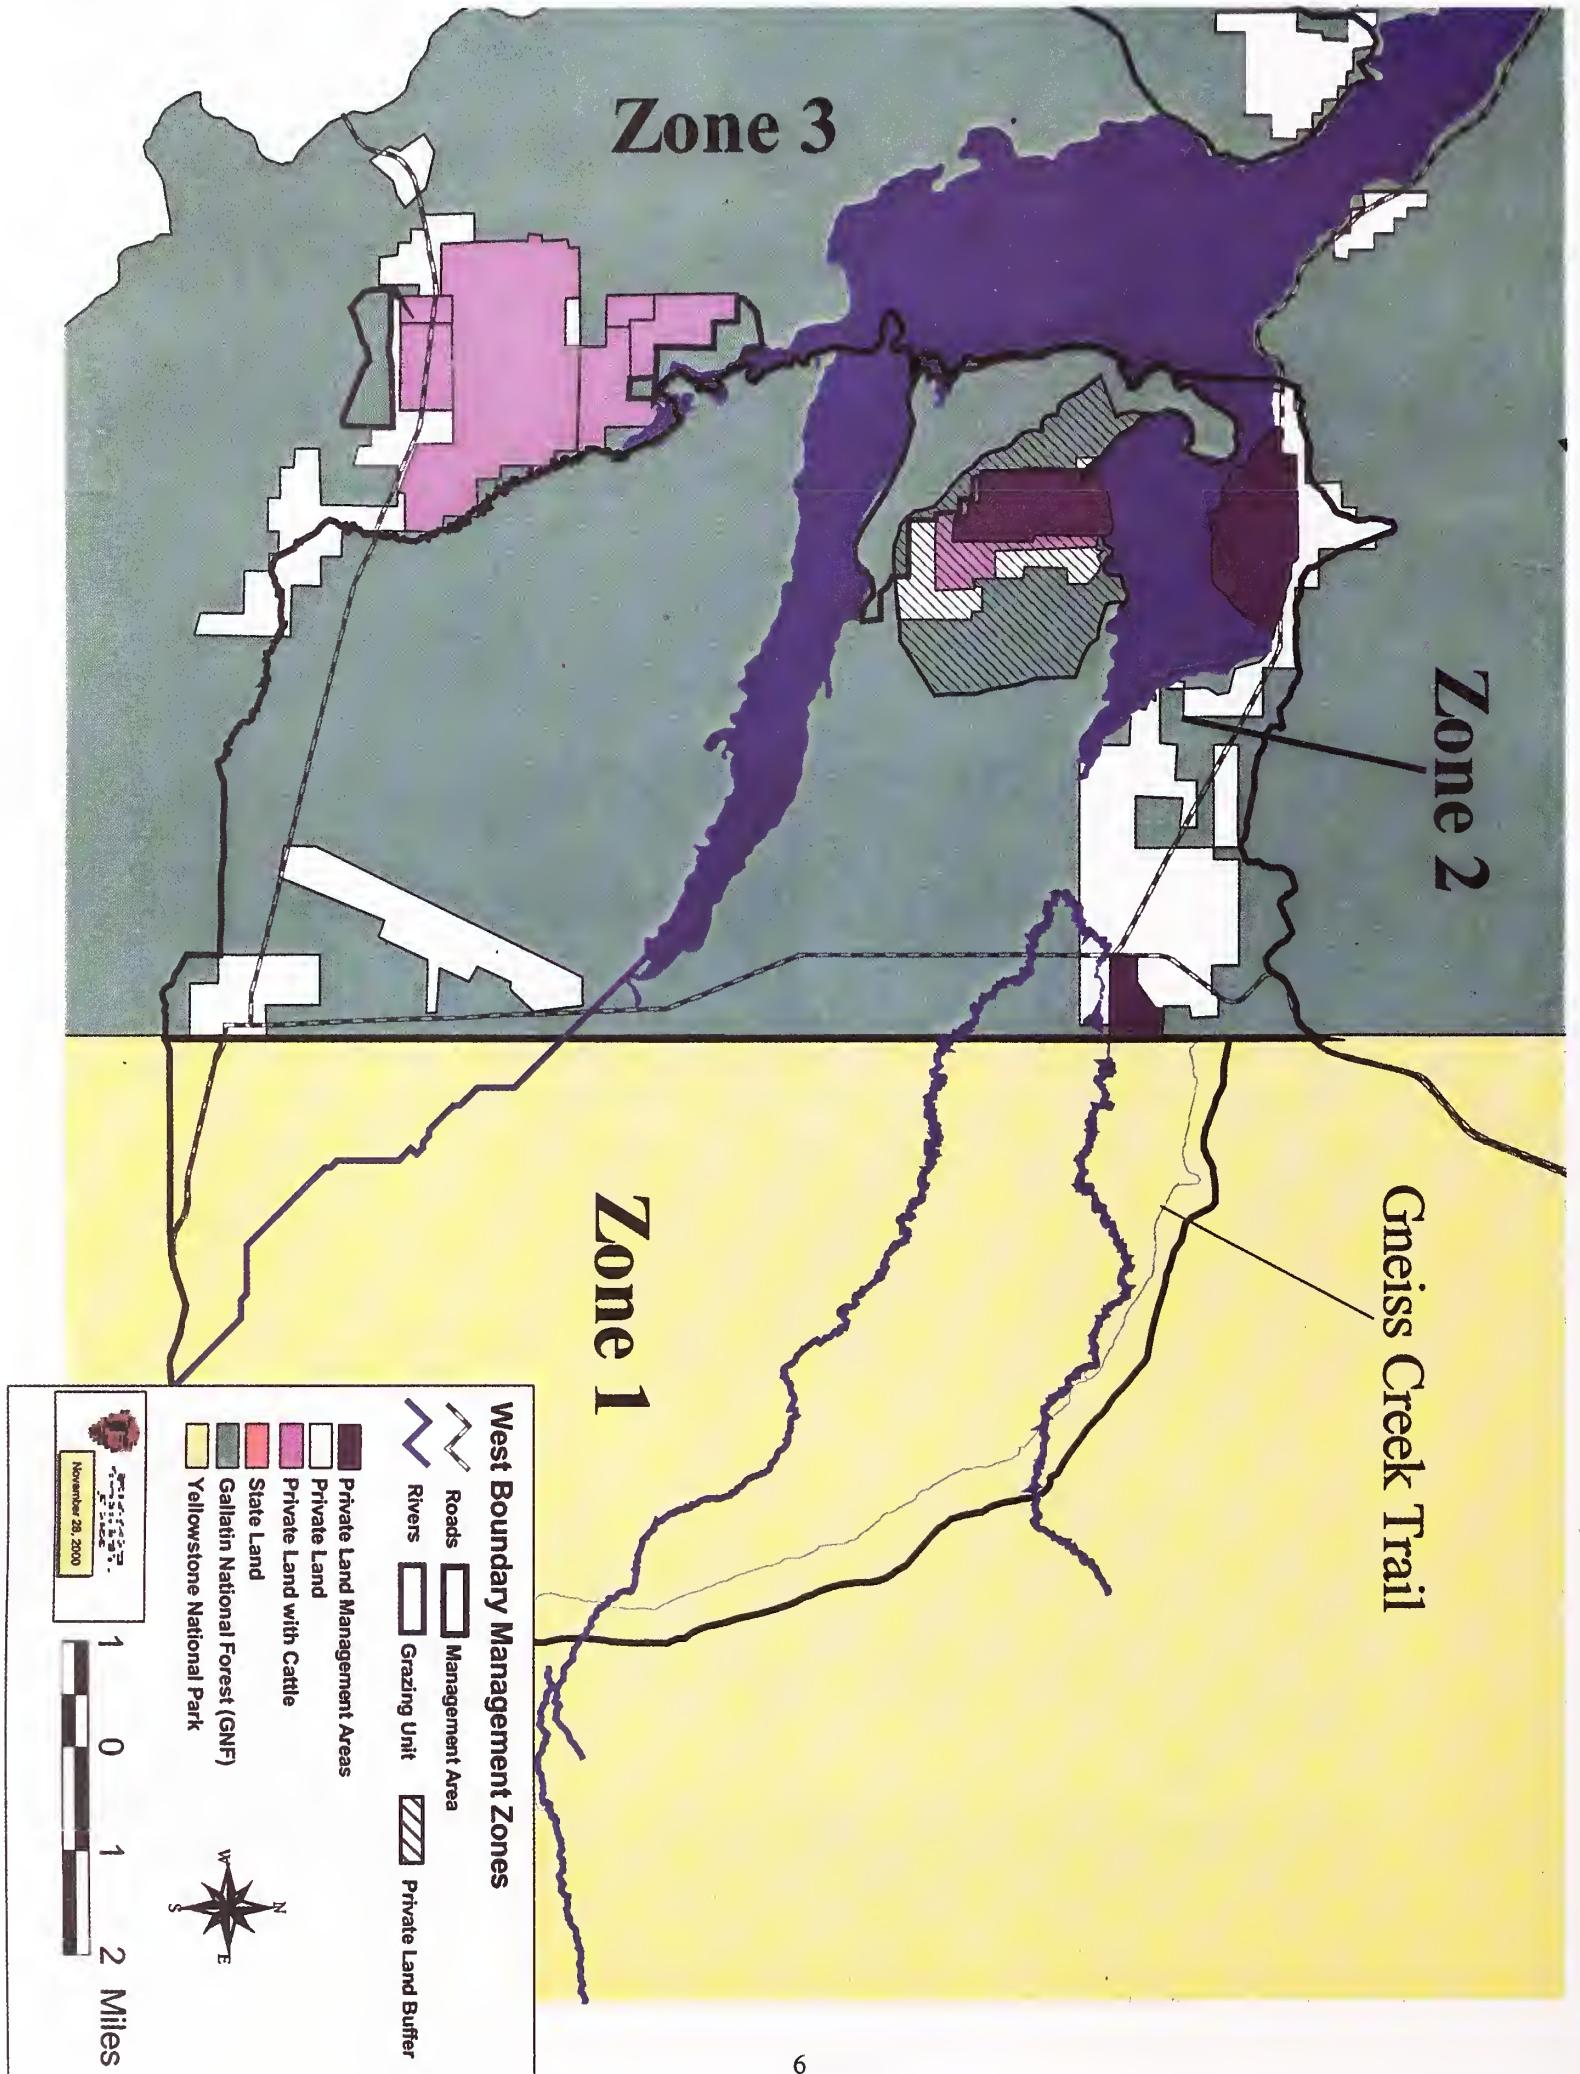 Zone 3
Zone 2
Gneiss Creek Trail
Zone 1
West Boundary Management Zones
Roads
Management Area
Rivers
Grazing Unit
Private Land Buffer
Private Land Management Areas
Private Land
Private Land with Cattle
State Land
Gallatin National Forest (GNF)
Yellowstone National Park
N
W
E
S
November 28, 2000
1 0 1 2 Miles
6